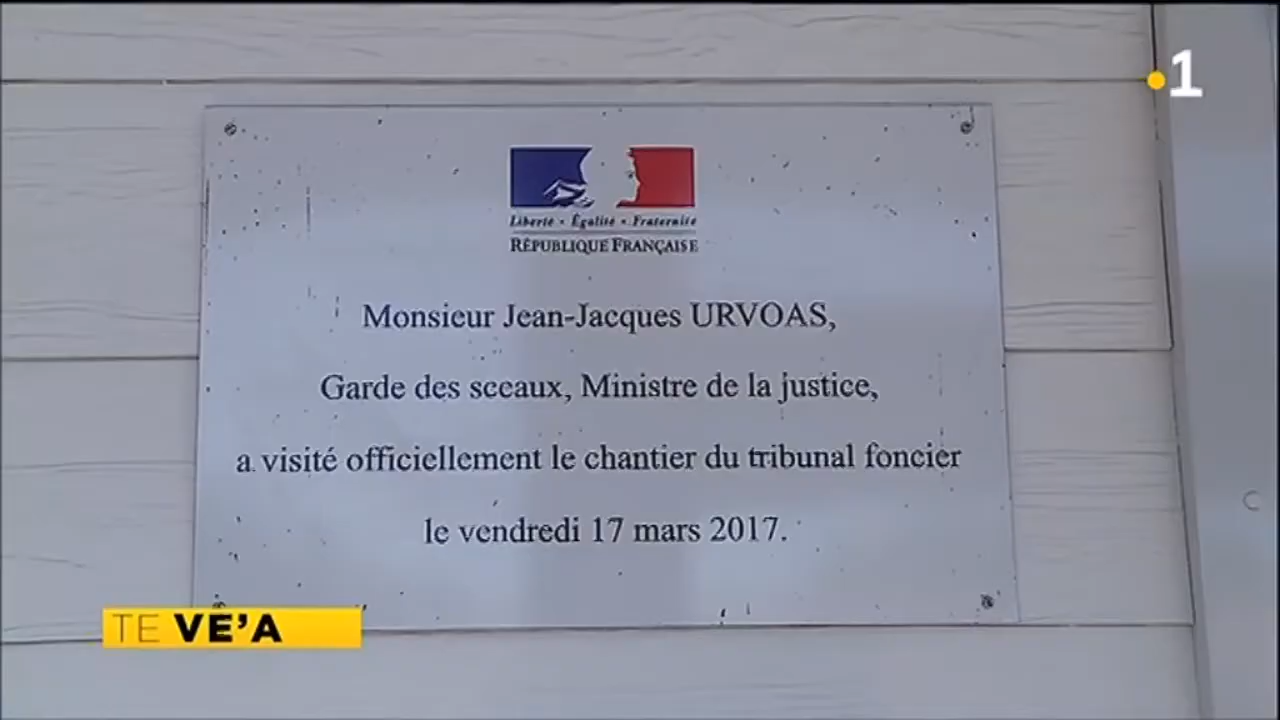 1
Liberté • Égalité • Fraternité
RÉPUBLIQUE FRANÇAISE
Monsieur Jean-Jacques URVOAS,
Garde des sceaux, Ministre de la justice,
a visité officiellement le chantier du tribunal foncier
le vendredi 17 mars 2017.
TE VE'A